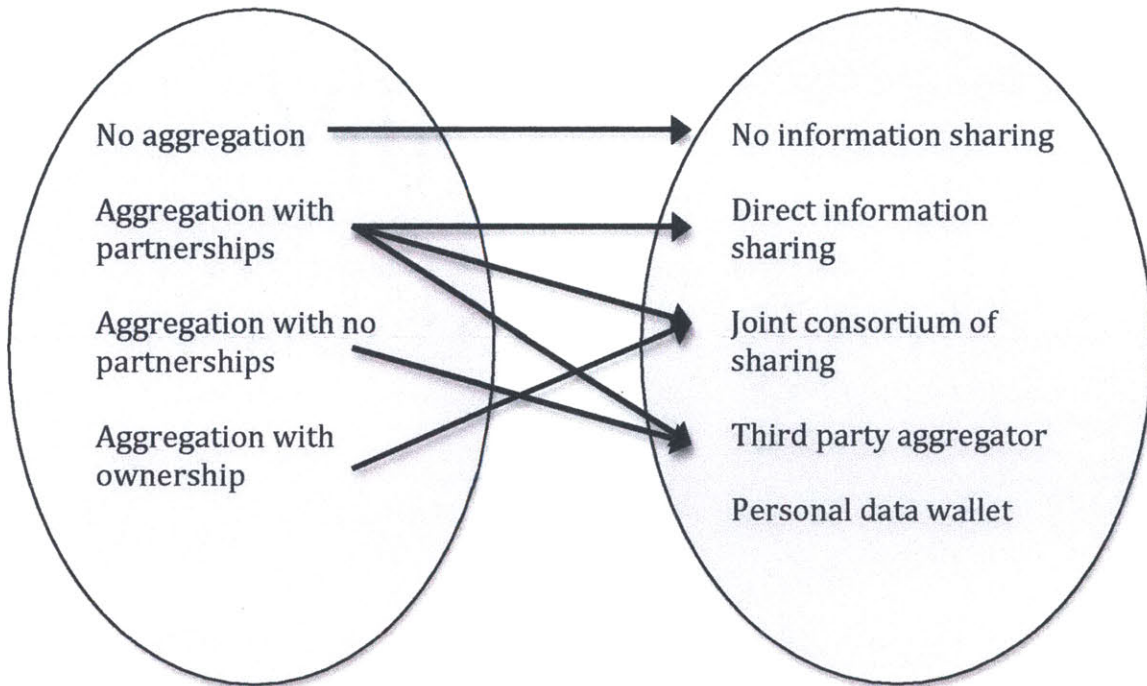 No aggregation
Aggregation with
partnerships
Aggregation with no
partnerships
Aggregation with
ownership
No information sharing
Direct information
sharing
Joint consortium of
sharing
Third party aggregator
Personal data wallet